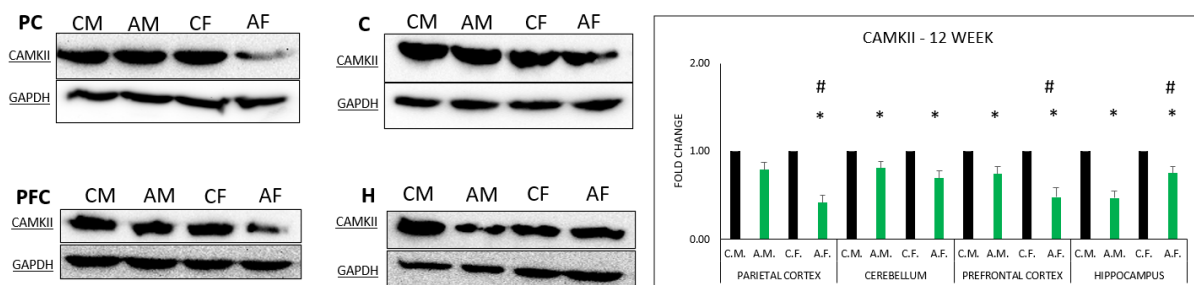 PC CM AM CF AF
CAMKII
GAPDH
C CM AM CF AF
CAMKII
GAPDH
PFC CM AM CF AF
CAMKII
GAPDH
H CM AM CF AF
CAMKII
GAPDH
CAMKII - 12 WEEK
2.00
# # #
* * * * * *
1.00
FOLD CHANGE
0.00
C.M. A.M. C.F. A.F. C.M. A.M. C.F. A.F. C.M. A.M. C.F. A.F. C.M. A.M. C.F. A.F.
PARIETAL CORTEX CEREBELLUM PREFRONTAL CORTEX HIPPOCAMPUS